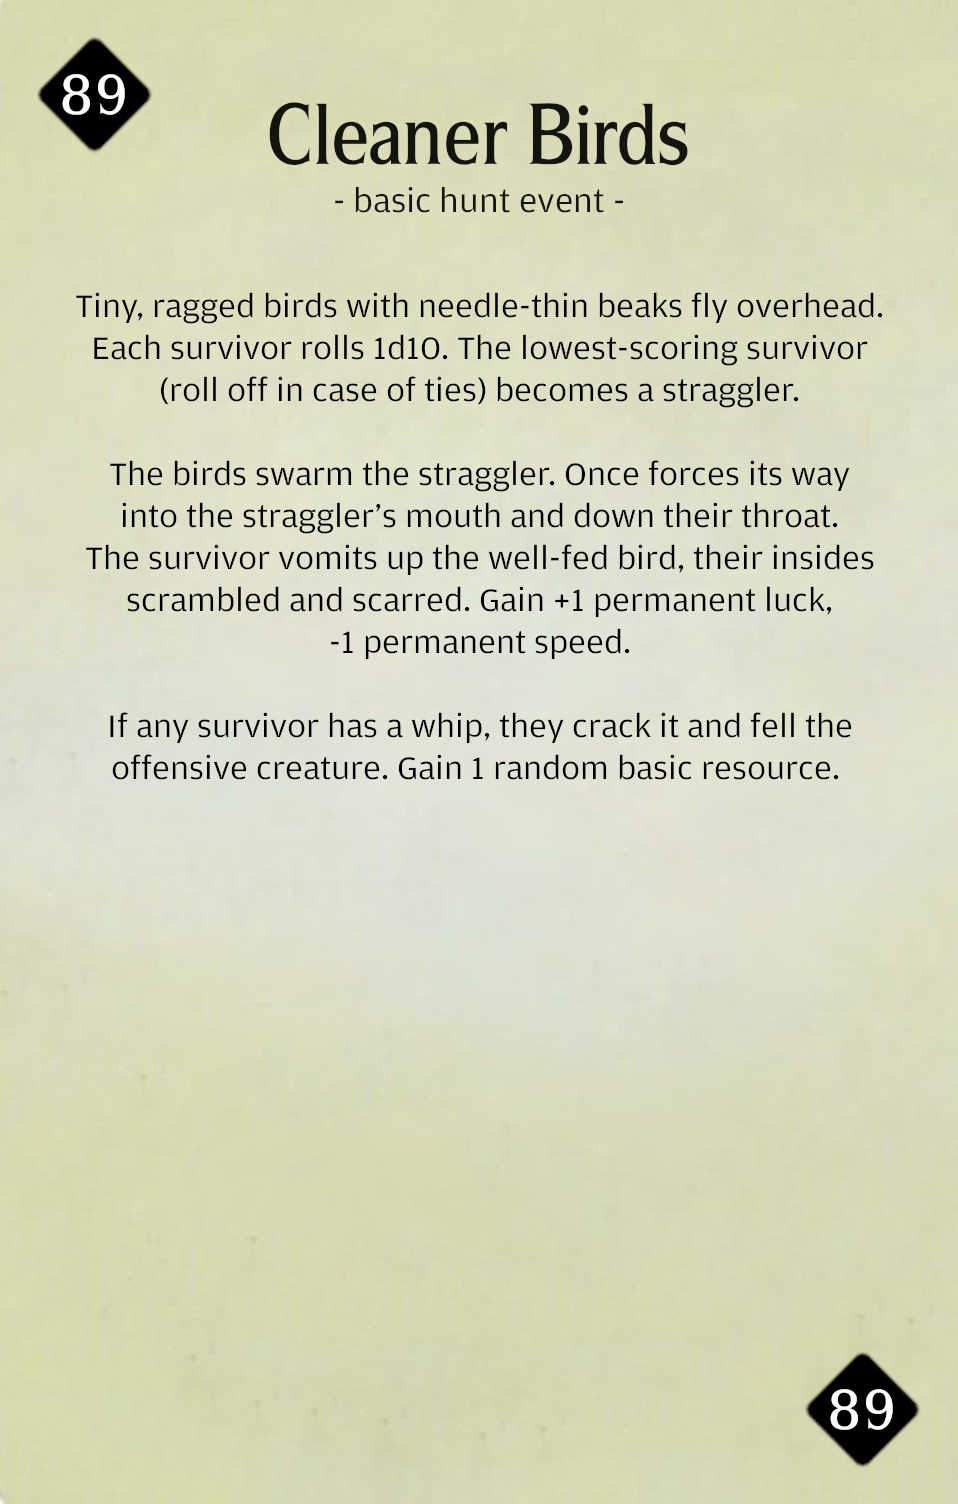 89
Cleaner Birds
- basic hunt event -
Tiny, ragged birds with needle-thin beaks fly overhead.
Each survivor rolls 1d10. The lowest-scoring survivor
(roll off in case of ties) becomes a straggler.
The birds swarm the straggler. Once forces its way
into the straggler’s mouth and down their throat.
The survivor vomits up the well-fed bird, their insides
scrambled and scarred. Gain +1 permanent luck,
-1 permanent speed.
If any survivor has a whip, they crack it and fell the
offensive creature. Gain 1 random basic resource.
89